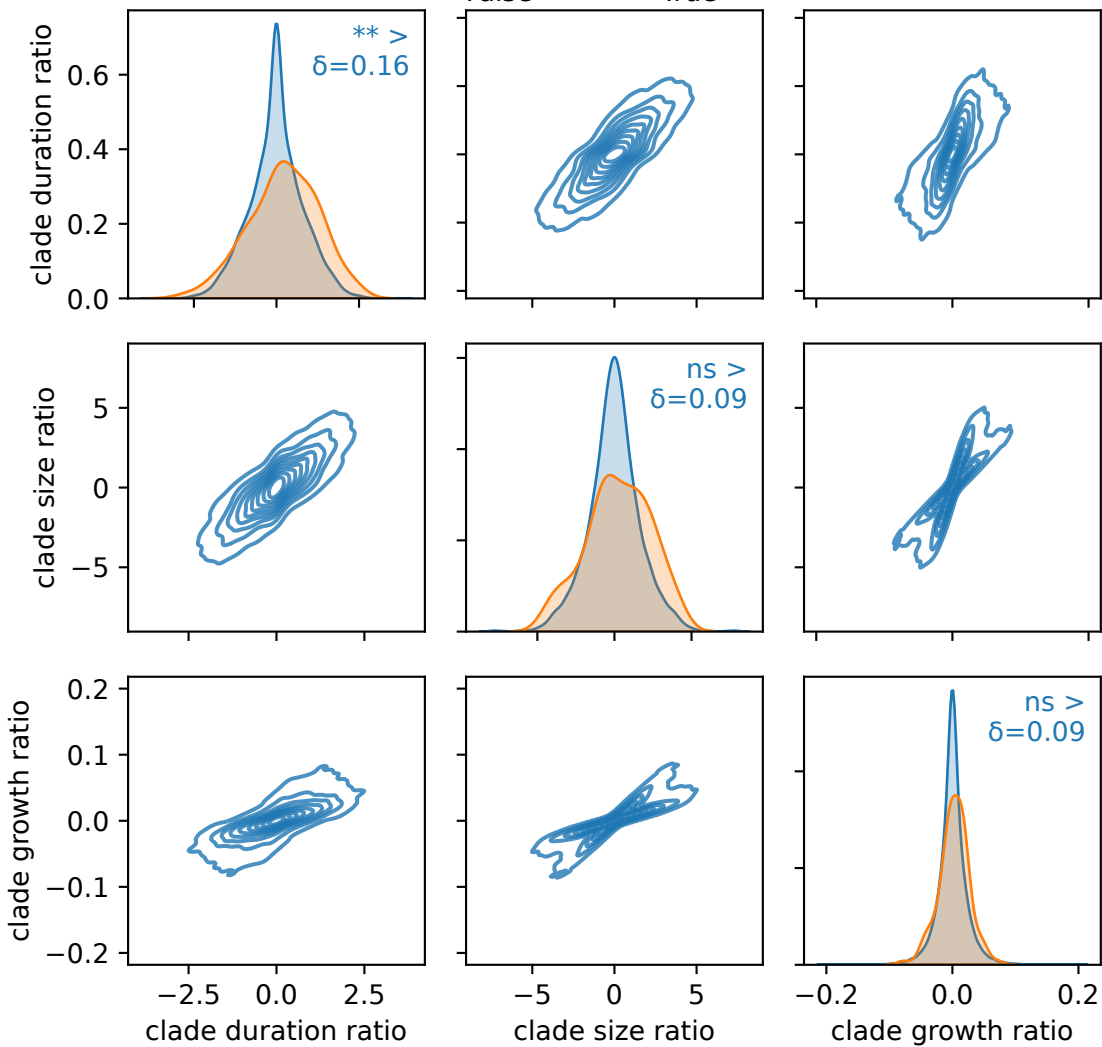 clade duration ratio
0.6
0.4
0.2
0.0
** >
δ=0.16
clade size ratio
5
0
−5
ns >
δ=0.09
clade growth ratio
0.2
0.1
0.0
−0.1
−0.2
ns >
δ=0.09
−2.5 0.0 2.5
−5 0 5
−0.2 0.0 0.2
clade duration ratio
clade size ratio
clade growth ratio